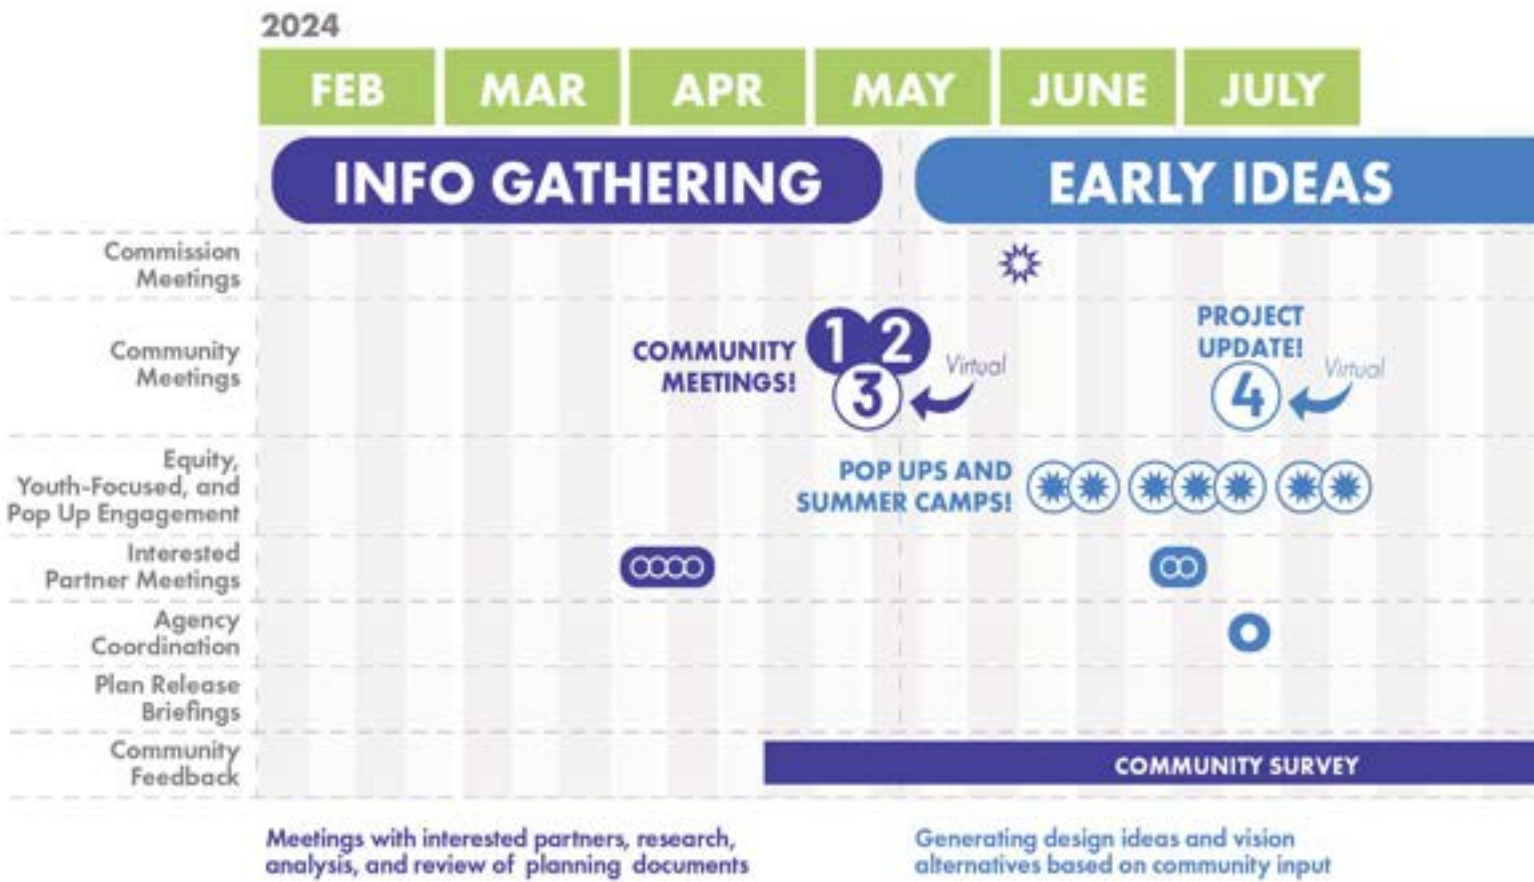 2024
FEB MAR APR MAY JUNE JULY
INFO GATHERING EARLY IDEAS
Commission
Meetings
Community
Meetings
COMMUNITY
MEETINGS!
1 2
3
Virtual
PROJECT
UPDATE!
4
Virtual
Equity,
Youth-Focused, and
Pop Up Engagement
POP UPS AND
SUMMER CAMPS!
Interested
Partner Meetings
Agency
Coordination
Plan Release
Briefings
Community
Feedback
COMMUNITY SURVEY
Meetings with interested partners, research,
analysis, and review of planning documents
Generating design ideas and vision
alternatives based on community input